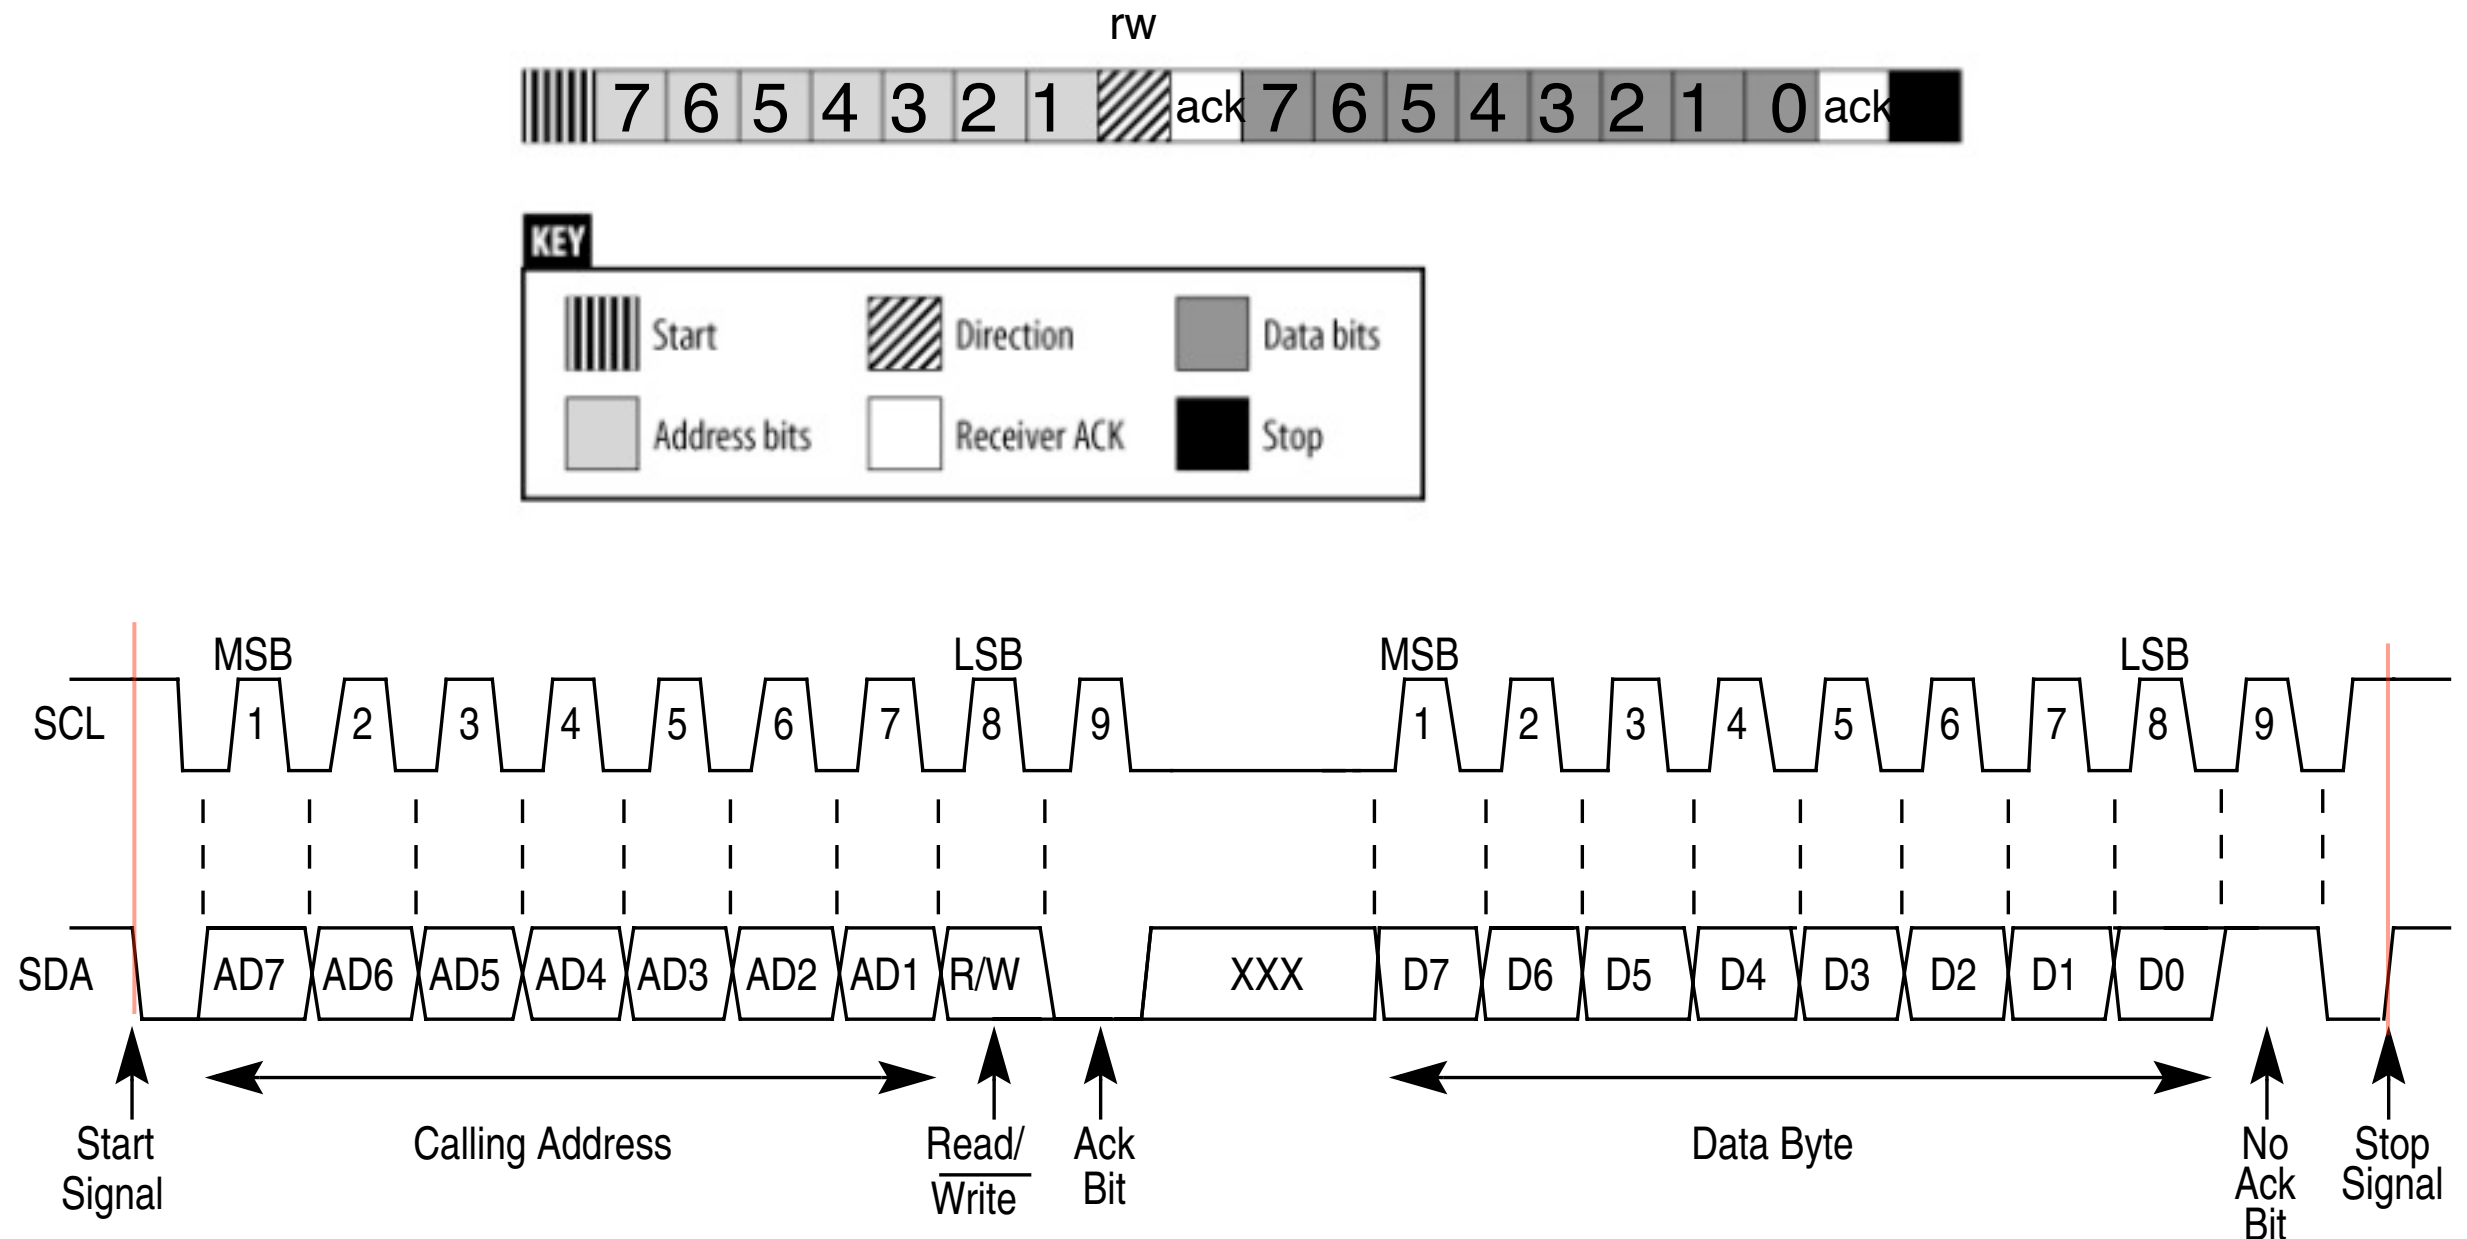 rw
7 6 5 4 3 2 1 ack 7 6 5 4 3 2 1 0 ack
KEY
Start Direction Data bits
Address bits Receiver ACK Stop
MSB LSB MSB LSB
SCL 1 2 3 4 5 6 7 8 9 1 2 3 4 5 6 7 8 9
SDA AD7 AD6 AD5 AD4 AD3 AD2 AD1 R/W XXX D7 D6 D5 D4 D3 D2 D1 D0
Start
Signal
Calling Address
Read/
Write
Ack
Bit
Data Byte
No
Ack
Bit
Stop
Signal